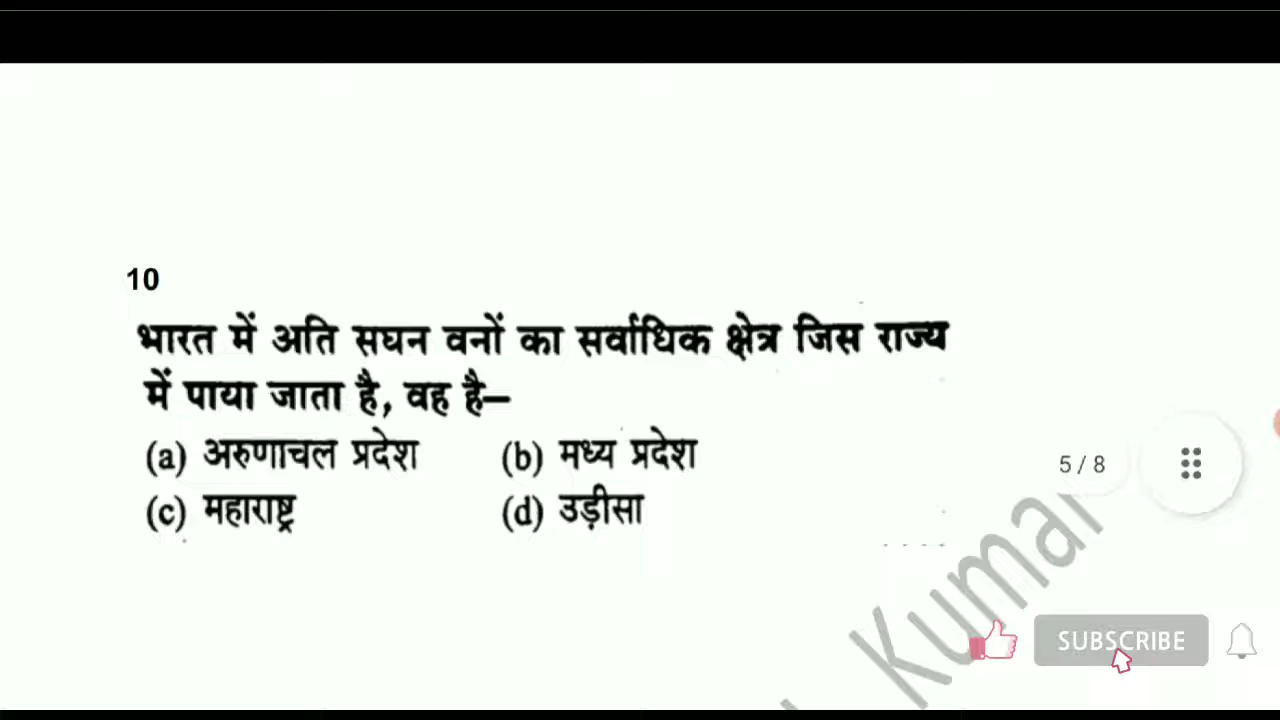 10
भारत में अति सघन वनों का सर्वाधिक क्षेत्र जिस राज्य
में पाया जाता है, वह है–
(a) अरुणाचल प्रदेश (b) मध्य प्रदेश
(c) महाराष्ट्र (d) उड़ीसा
5 / 8
Kumar
SUBSCRIBE